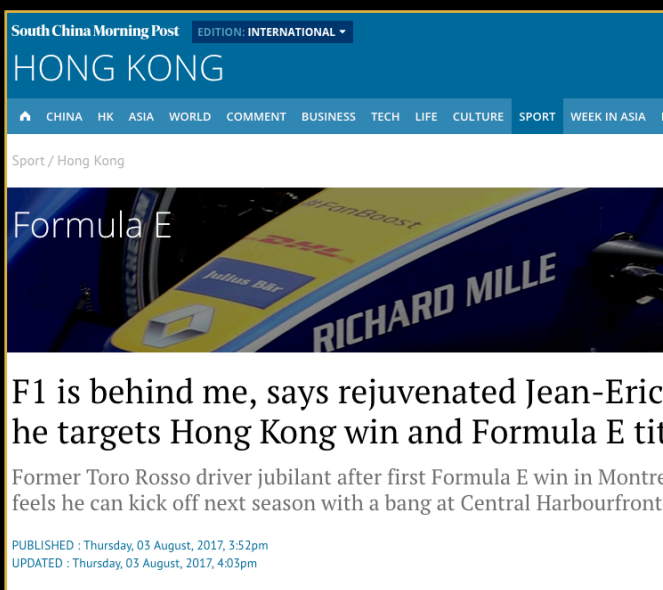 South China Morning Post EDITION: INTERNATIONAL
HONG KONG
CHINA HK ASIA WORLD COMMENT BUSINESS TECH LIFE CULTURE SPORT WEEK IN ASIA
Sport / Hong Kong
Formula E
#FanBoost
DHL
Julius Bär
MICHELIN
RICHARD MILLE
F1 is behind me, says rejuvenated Jean-Eric
he targets Hong Kong win and Formula E tit
Former Toro Rosso driver jubilant after first Formula E win in Montre
feels he can kick off next season with a bang at Central Harbourfront
PUBLISHED : Thursday, 03 August, 2017, 3:52pm
UPDATED : Thursday, 03 August, 2017, 4:03pm